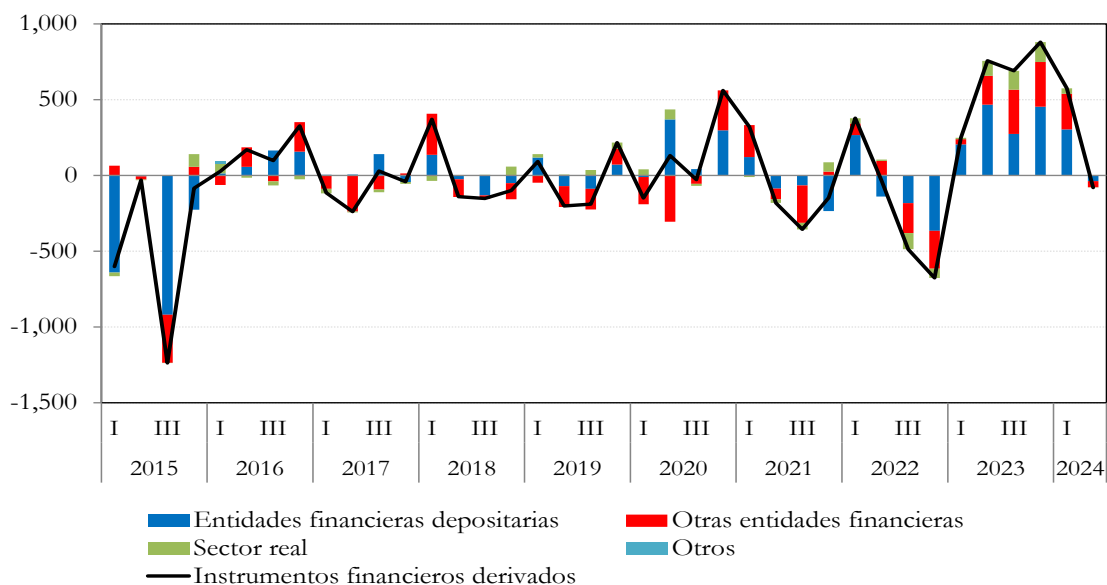 1,000
500
0
-500
-1,000
-1,500
I III I III I III I III I III I III I III I III I III I
2015 2016 2017 2018 2019 2020 2021 2022 2023 2024
Entidades financieras depositarias Otras entidades financieras
Sector real Otros
Instrumentos financieros derivados